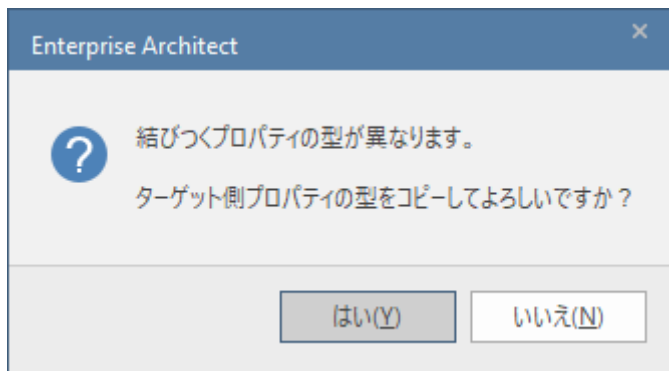 Enterprise Architect
結びつくプロパティの型が異なります。
ターゲット側プロパティの型をコピーしてよろしいですか？
はい(Y)
いいえ(N)